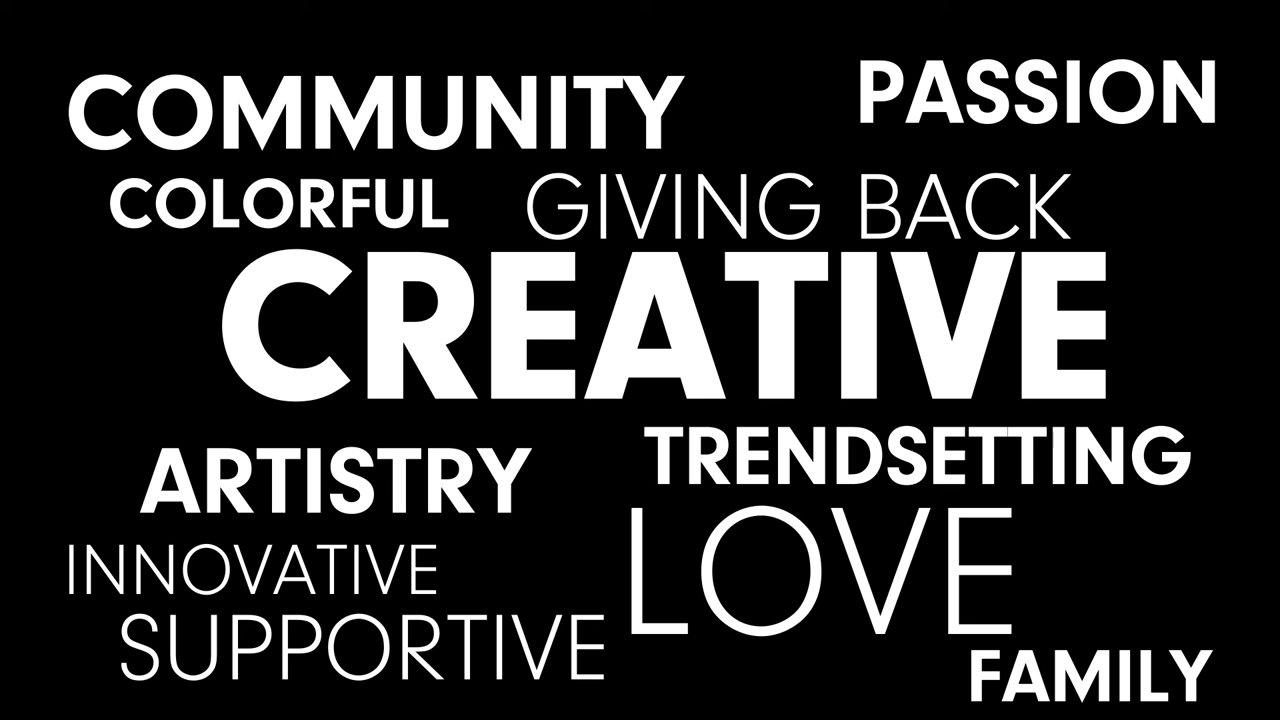 COMMUNITY
PASSION
COLORFUL
GIVING BACK
CREATIVE
TRENDSETTING
ARTISTRY
LOVE
INNOVATIVE
SUPPORTIVE
FAMILY